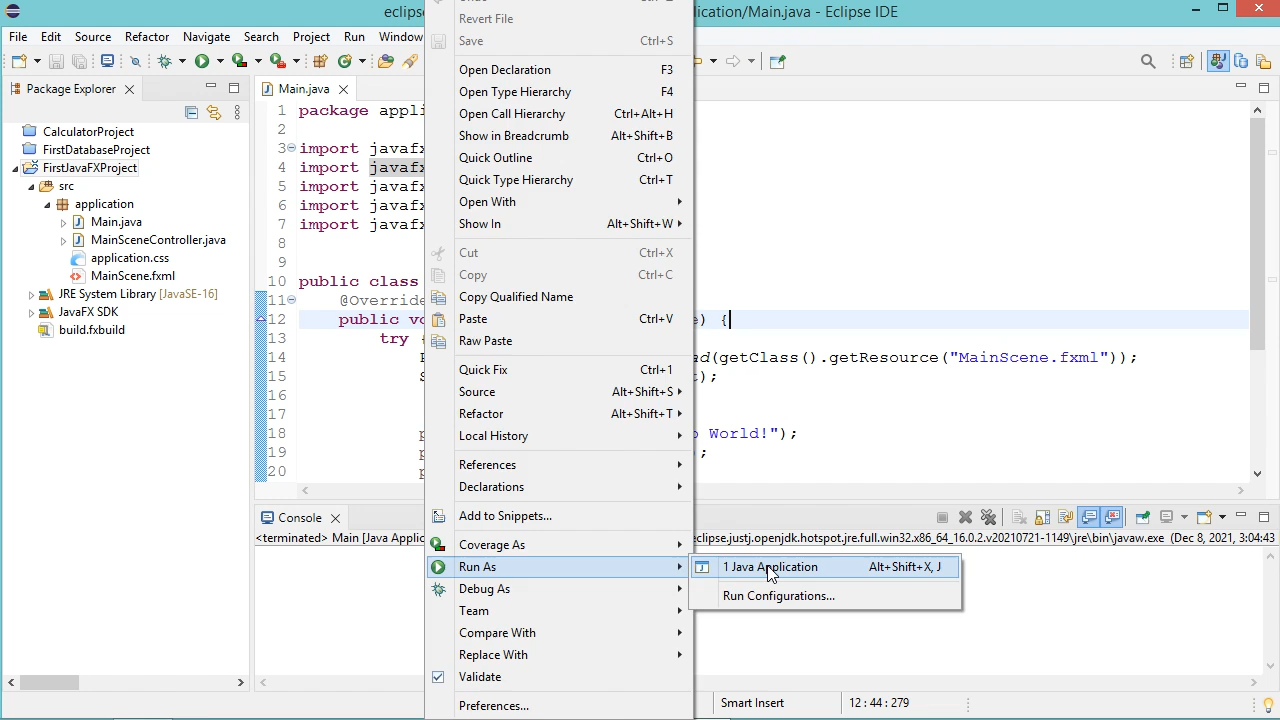 eclips
lication/Main.java - Eclipse IDE
File Edit Source Refactor Navigate Search Project Run Window
Package Explorer
CalculatorProject
FirstDatabaseProject
FirstJavaFXProject
src
application
Main.java
MainSceneController.java
application.css
MainScene.fxml
JRE System Library [JavaSE-16]
JavaFX SDK
build.fxbuild
Main.java
1 package appli
2
3 import javafx
4 import javafx
5 import javafx
6 import javafx
7 import javafx
8
9
10 public class
11 @Override
12 public vo e) {
13 try {
14 ad(getClass().getResource("MainScene.fxml"));
15 t);
16
17
18 p o World!");
19 p ;
20 p
Revert File
Save Ctrl+S
Open Declaration F3
Open Type Hierarchy F4
Open Call Hierarchy Ctrl+Alt+H
Show in Breadcrumb Alt+Shift+B
Quick Outline Ctrl+O
Quick Type Hierarchy Ctrl+T
Open With
Show In Alt+Shift+W
Cut Ctrl+X
Copy Ctrl+C
Copy Qualified Name
Paste Ctrl+V
Raw Paste
Quick Fix Ctrl+1
Source Alt+Shift+S
Refactor Alt+Shift+T
Local History
References
Declarations
Add to Snippets...
Coverage As
Run As
Debug As
Team
Compare With
Replace With
Validate
Preferences...
1 Java Application Alt+Shift+X, J
Run Configurations...
Console
<terminated> Main [Java Applic
eclipse.justj.openjdk.hotspot.jre.full.win32.x86_64_16.0.2.v20210721-1149\jre\bin\javaw.exe (Dec 8, 2021, 3:04:43
Smart Insert 12 : 44 : 279